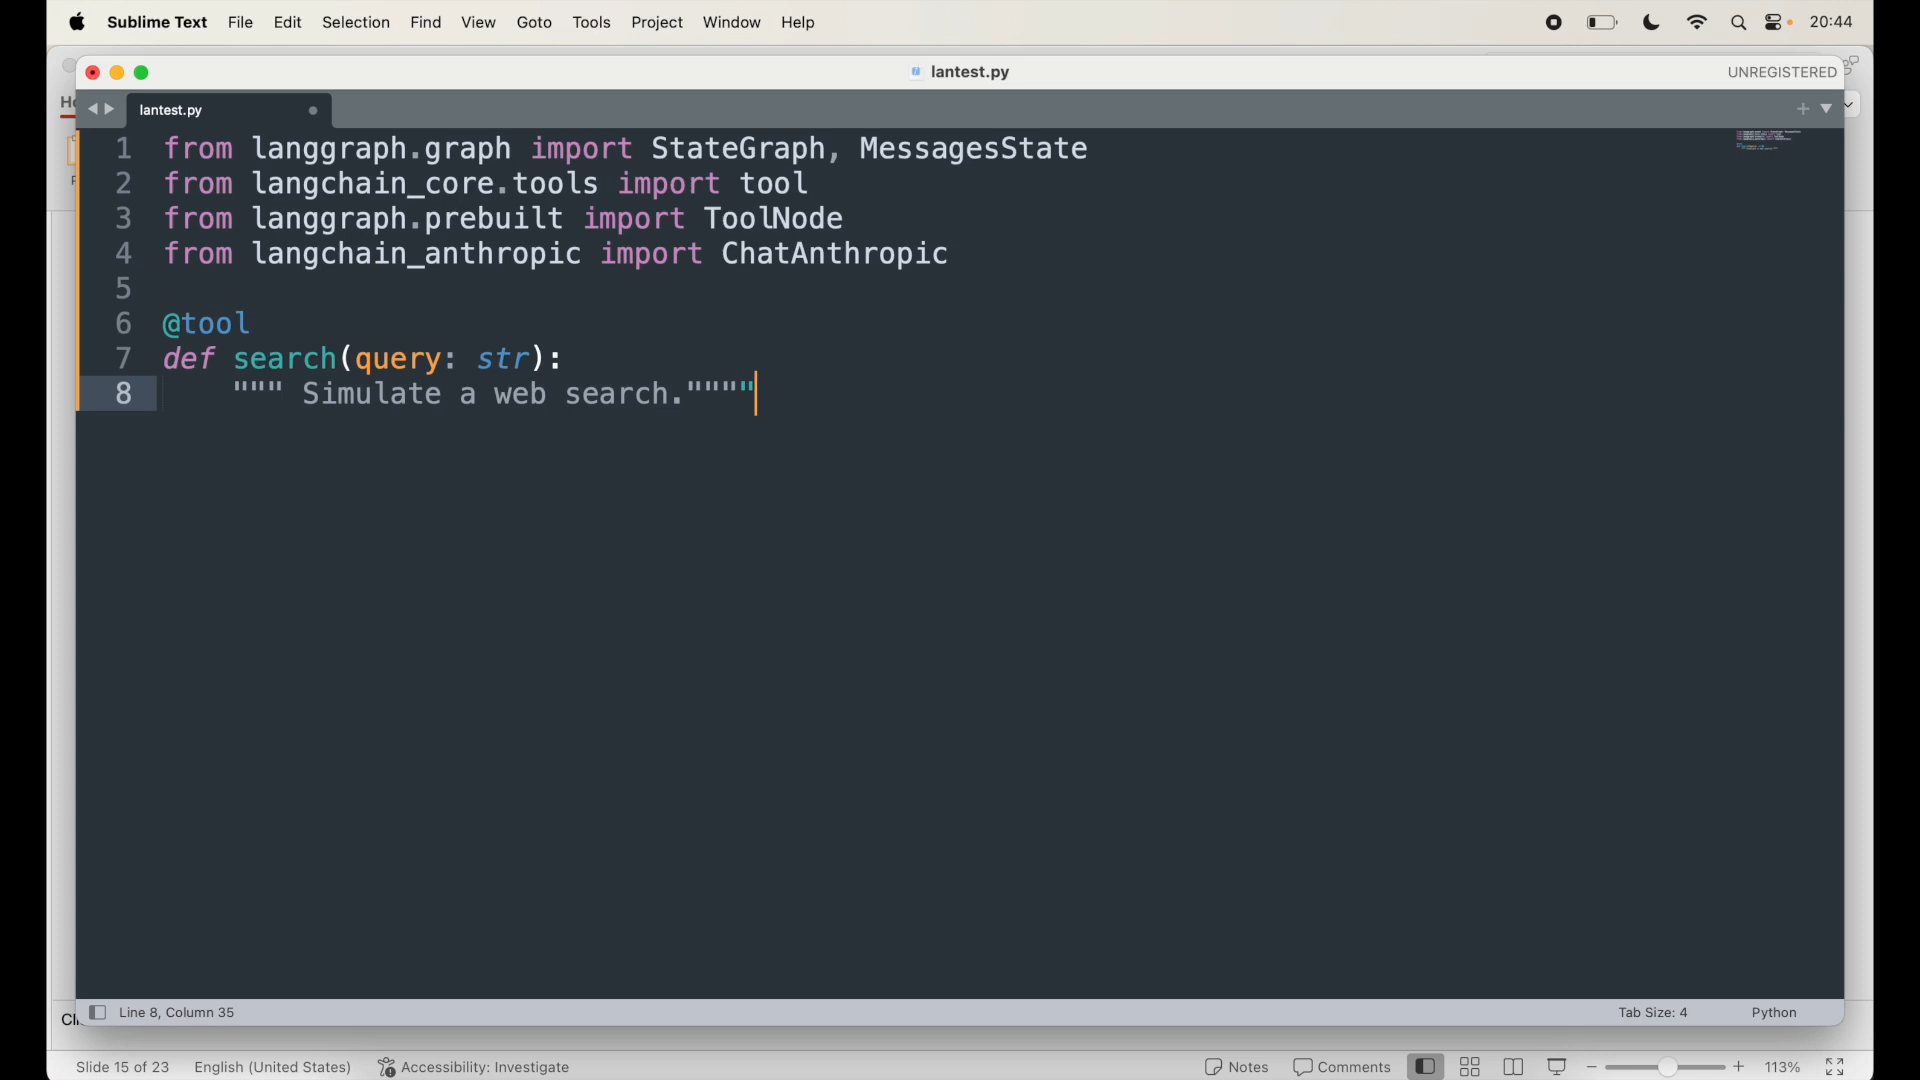 Sublime Text File Edit Selection Find View Goto Tools Project Window Help 20:44
lantest.py UNREGISTERED
lantest.py
1 from langgraph.graph import StateGraph, MessagesState
2 from langchain_core.tools import tool
3 from langgraph.prebuilt import ToolNode
4 from langchain_anthropic import ChatAnthropic
5
6 @tool
7 def search(query: str):
8 """ Simulate a web search.""""
Line 8, Column 35 Tab Size: 4 Python
Slide 15 of 23 English (United States) Accessibility: Investigate Notes Comments 113%